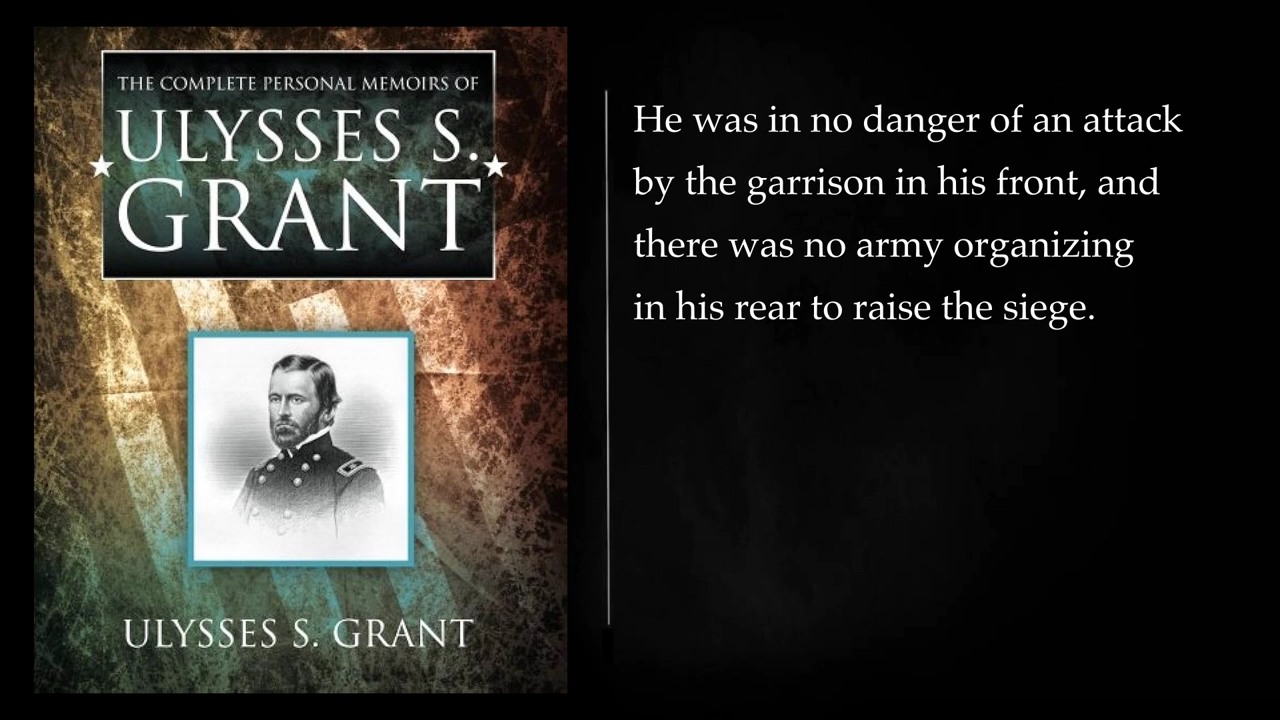 THE COMPLETE PERSONAL MEMOIRS OF
ULYSSES S.
GRANT
ULYSSES S. GRANT
He was in no danger of an attack
by the garrison in his front, and
there was no army organizing
in his rear to raise the siege.